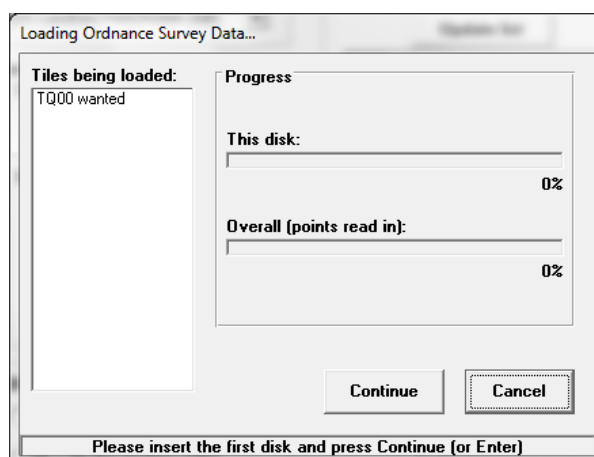 Loading Ordnance Survey Data...
Tiles being loaded:
TQ00 wanted
Progress
This disk:
0%
Overall (points read in):
0%
Continue
Cancel
Please insert the first disk and press Continue (or Enter)